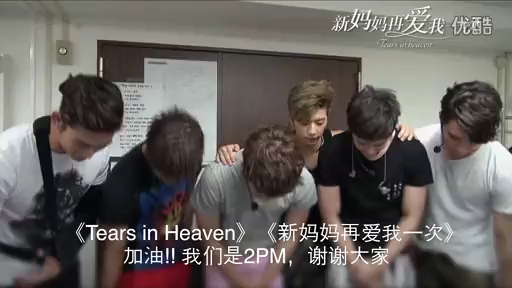 新妈妈再爱我
优酷
Tears in heaven
《Tears in Heaven》《新妈妈再爱我一次》
加油!! 我们是2PM，谢谢大家